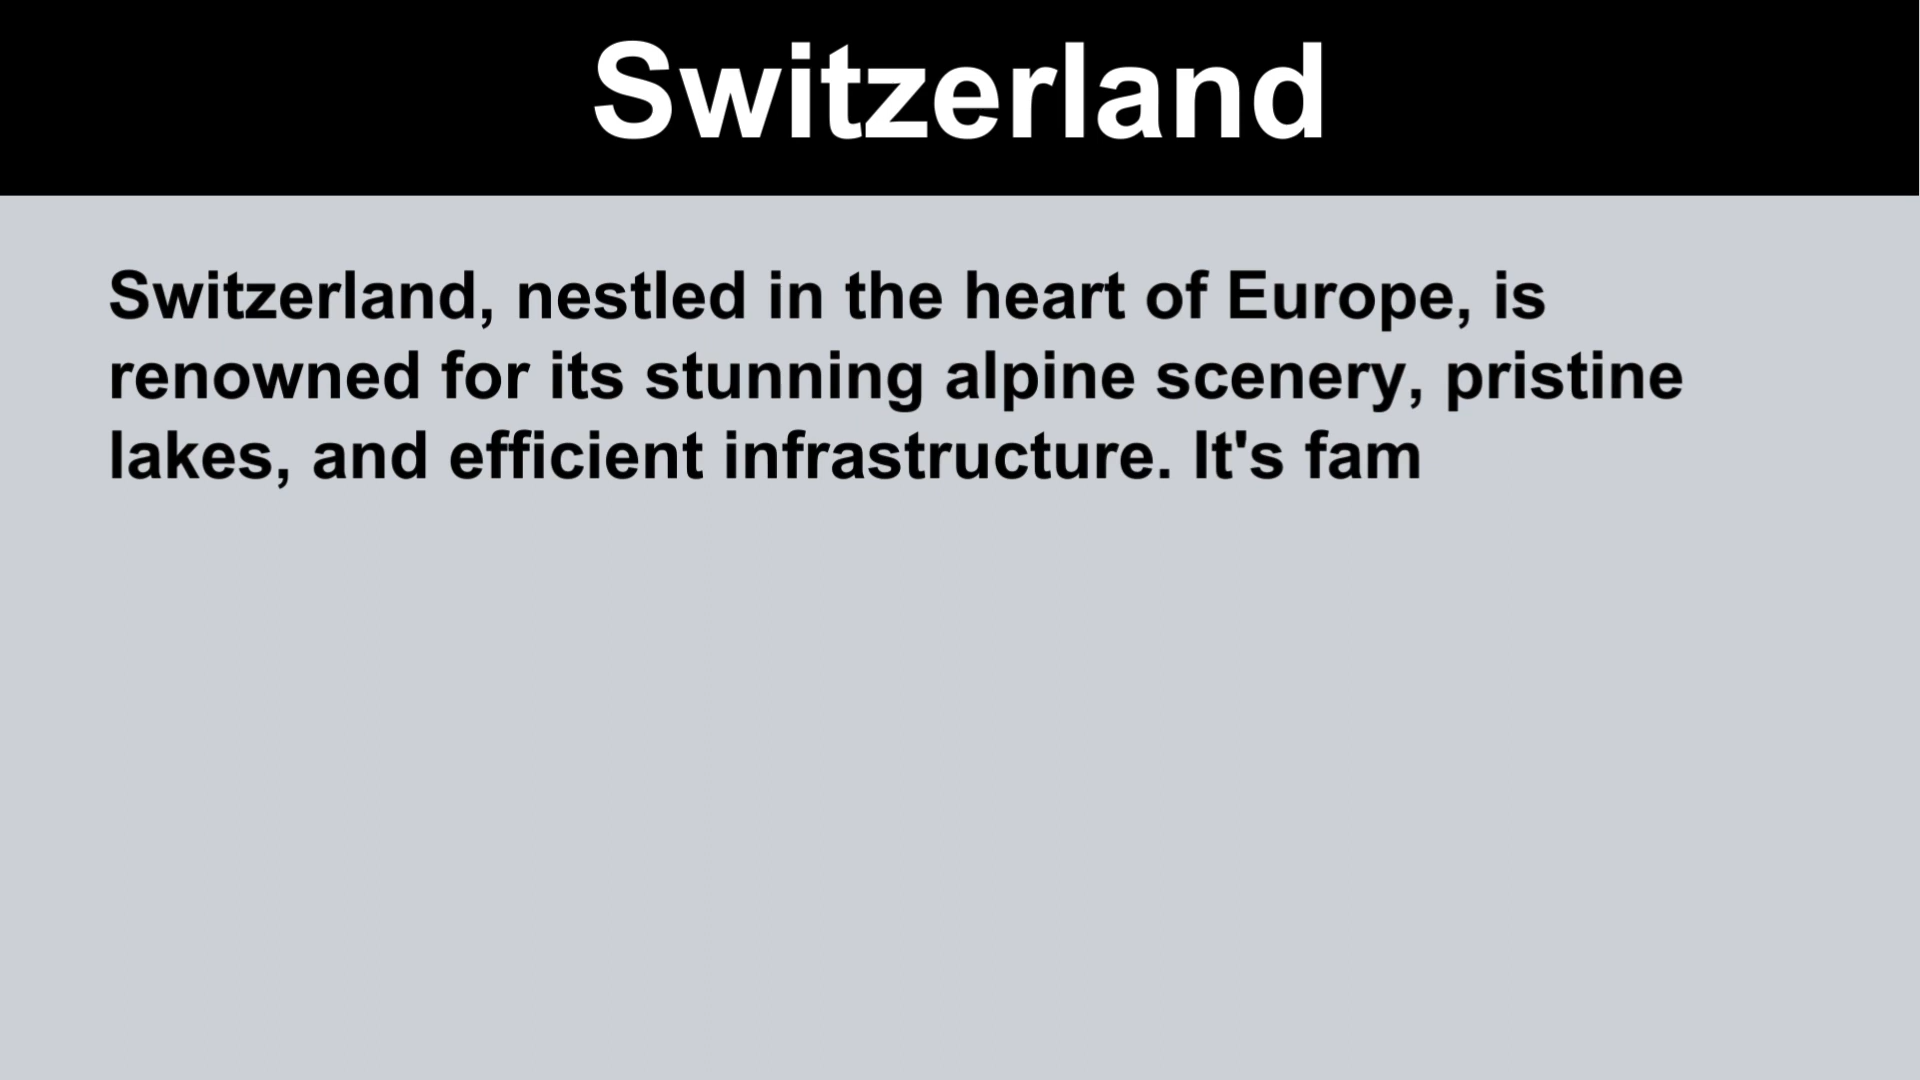 Switzerland
Switzerland, nestled in the heart of Europe, is
renowned for its stunning alpine scenery, pristine
lakes, and efficient infrastructure. It's fam